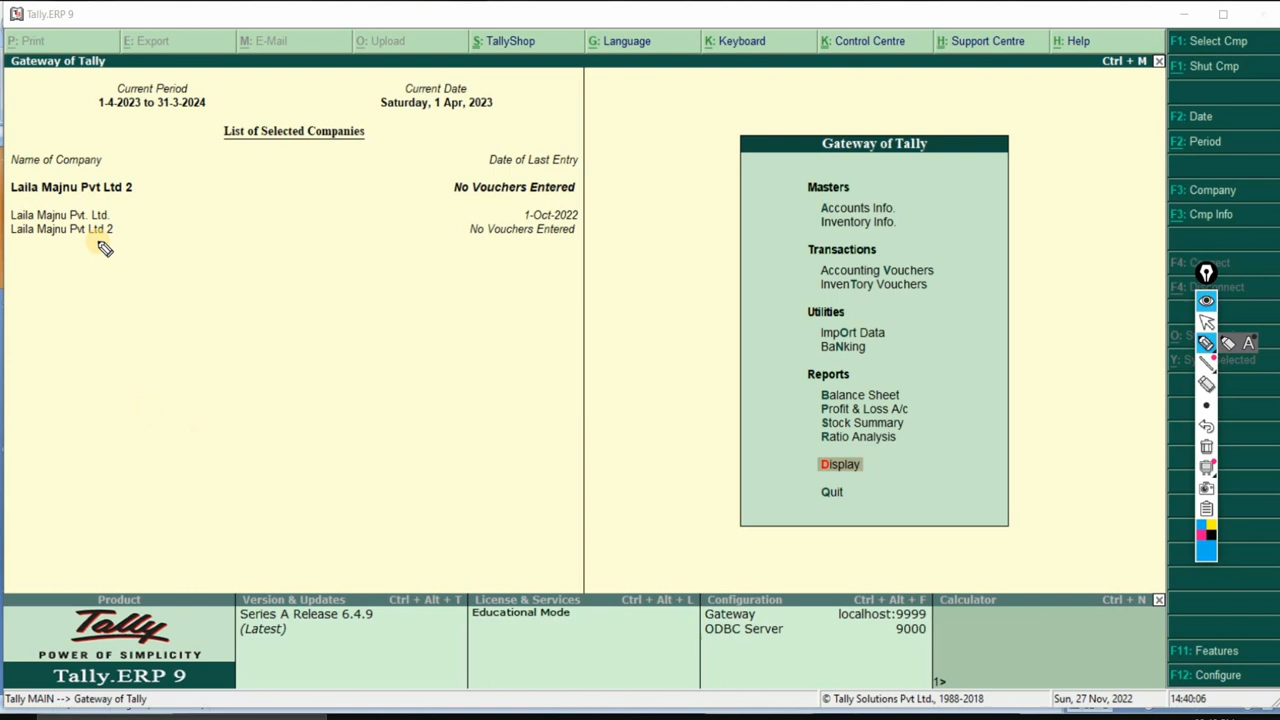 Tally.ERP 9
P: Print E: Export M: E-Mail O: Upload S: TallyShop G: Language K: Keyboard K: Control Centre H: Support Centre H: Help
Gateway of Tally Ctrl + M
Current Period Current Date
1-4-2023 to 31-3-2024 Saturday, 1 Apr, 2023
List of Selected Companies
Name of Company Date of Last Entry
Laila Majnu Pvt Ltd 2 No Vouchers Entered
Laila Majnu Pvt. Ltd. 1-Oct-2022
Laila Majnu Pvt Ltd 2 No Vouchers Entered
Gateway of Tally
Masters
Accounts Info.
Inventory Info.
Transactions
Accounting Vouchers
InvenTory Vouchers
Utilities
ImpOrt Data
BaNking
Reports
Balance Sheet
Profit & Loss A/c
Stock Summary
Ratio Analysis
Display
Quit
F1: Select Cmp
F1: Shut Cmp
F2: Date
F2: Period
F3: Company
F3: Cmp Info
F4: Connect
F4: Disconnect
O:
Y: Selected
A
F11: Features
F12: Configure
Product
Tally
POWER OF SIMPLICITY
Tally.ERP 9
Version & Updates Ctrl + Alt + T
Series A Release 6.4.9
(Latest)
License & Services Ctrl + Alt + L
Educational Mode
Configuration Ctrl + Alt + F
Gateway localhost:9999
ODBC Server 9000
Calculator Ctrl + N
1>
Tally MAIN --> Gateway of Tally © Tally Solutions Pvt Ltd., 1988-2018 Sun, 27 Nov, 2022 14:40:06